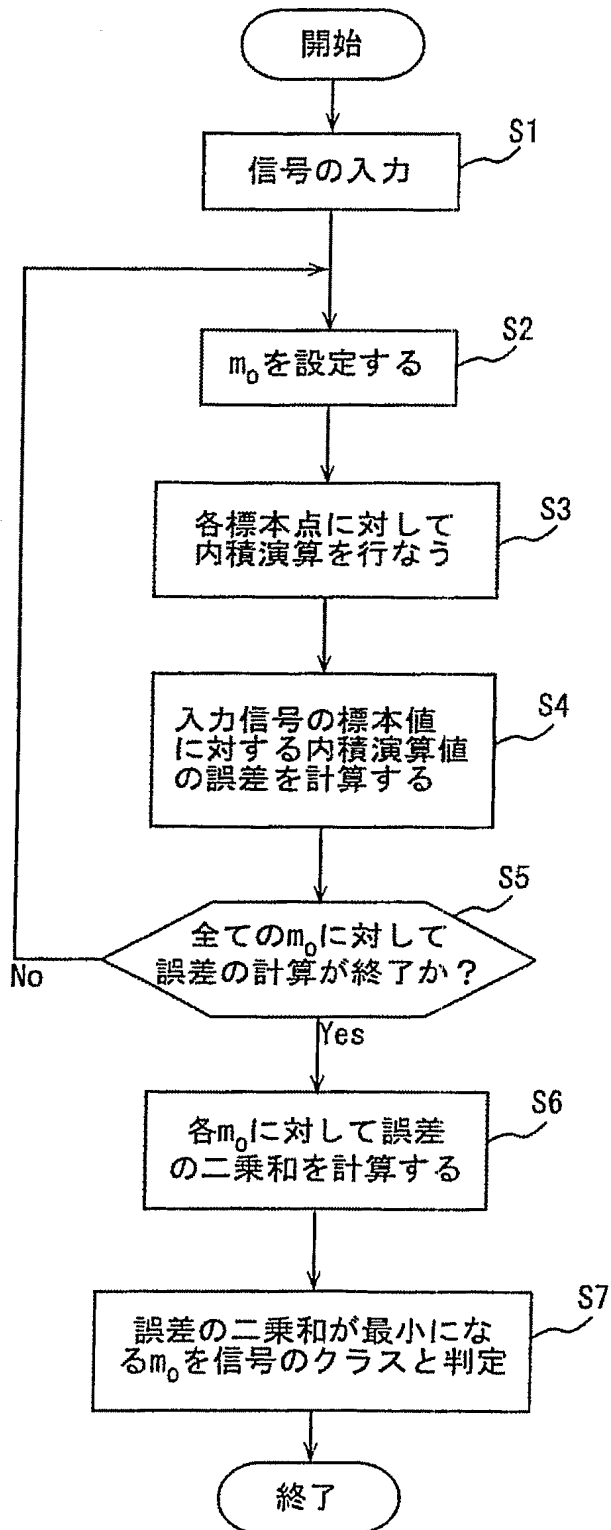 開始
S1
信号の入力
S2
m₀を設定する
S3
各標本点に対して
内積演算を行なう
S4
入力信号の標本値
に対する内積演算値
の誤差を計算する
S5
全てのm₀に対して
誤差の計算が終了か？
No
Yes
S6
各m₀に対して誤差
の二乗和を計算する
S7
誤差の二乗和が最小にな
るm₀を信号のクラスと判定
終了